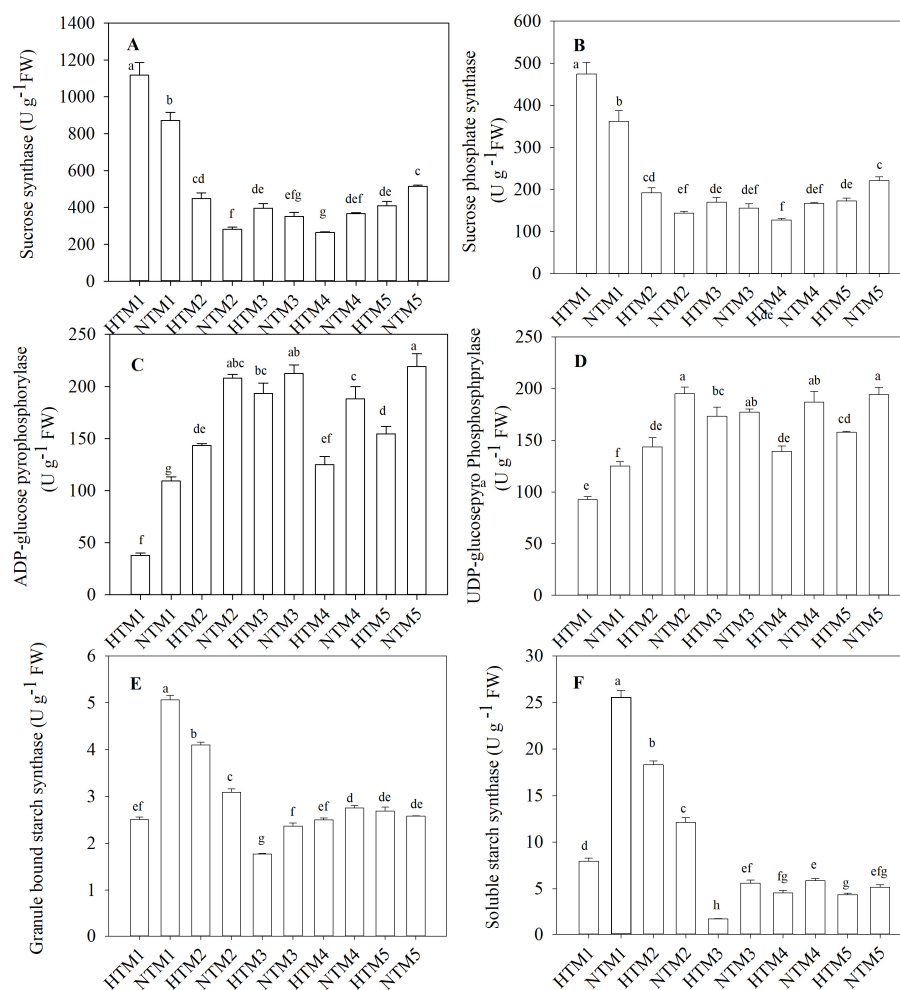 A
Sucrose synthase (U g⁻¹FW)
1400
1200
1000
800
600
400
200
0
a
b
cd
f
de
efg
g
def
de
c
HTM1
NTM1
HTM2
NTM2
HTM3
NTM3
HTM4
NTM4
HTM5
NTM5
B
Sucrose phosphate synthase
(U g⁻¹FW)
600
500
400
300
200
100
0
a
b
cd
ef
de
def
f
def
de
c
HTM1
NTM1
HTM2
NTM2
HTM3
NTM3
HTM4
NTM4
HTM5
NTM5
de
C
ADP-glucose pyrophosphorylase
(U g⁻¹ FW)
250
200
150
100
50
0
f
g
de
abc
bc
ab
ef
c
d
a
HTM1
NTM1
HTM2
NTM2
HTM3
NTM3
HTM4
NTM4
HTM5
NTM5
D
UDP-glucosepyro Phosphosphprylase
(U g⁻¹ FW)
a
250
200
150
100
50
0
e
f
de
a
bc
ab
de
ab
cd
a
HTM1
NTM1
HTM2
NTM2
HTM3
NTM3
HTM4
NTM4
HTM5
NTM5
E
Granule bound starch synthase (U g⁻¹ FW)
6
5
4
3
2
1
0
ef
a
b
c
g
f
ef
d
de
de
HTM1
NTM1
HTM2
NTM2
HTM3
NTM3
HTM4
NTM4
HTM5
NTM5
F
Soluble starch synthase (U g ⁻¹ FW)
30
25
20
15
10
5
0
d
a
b
c
h
ef
fg
e
g
efg
HTM1
NTM1
HTM2
NTM2
HTM3
NTM3
HTM4
NTM4
HTM5
NTM5